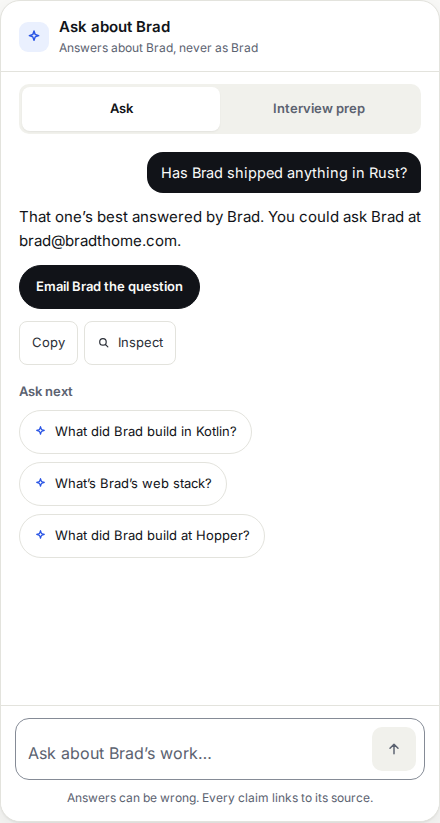 Ask about Brad
Answers about Brad, never as Brad
Ask
Interview prep
Has Brad shipped anything in Rust?
That one’s best answered by Brad. You could ask Brad at
brad@bradthome.com.
Email Brad the question
Copy
Inspect
Ask next
What did Brad build in Kotlin?
What’s Brad’s web stack?
What did Brad build at Hopper?
Ask about Brad’s work…
Answers can be wrong. Every claim links to its source.